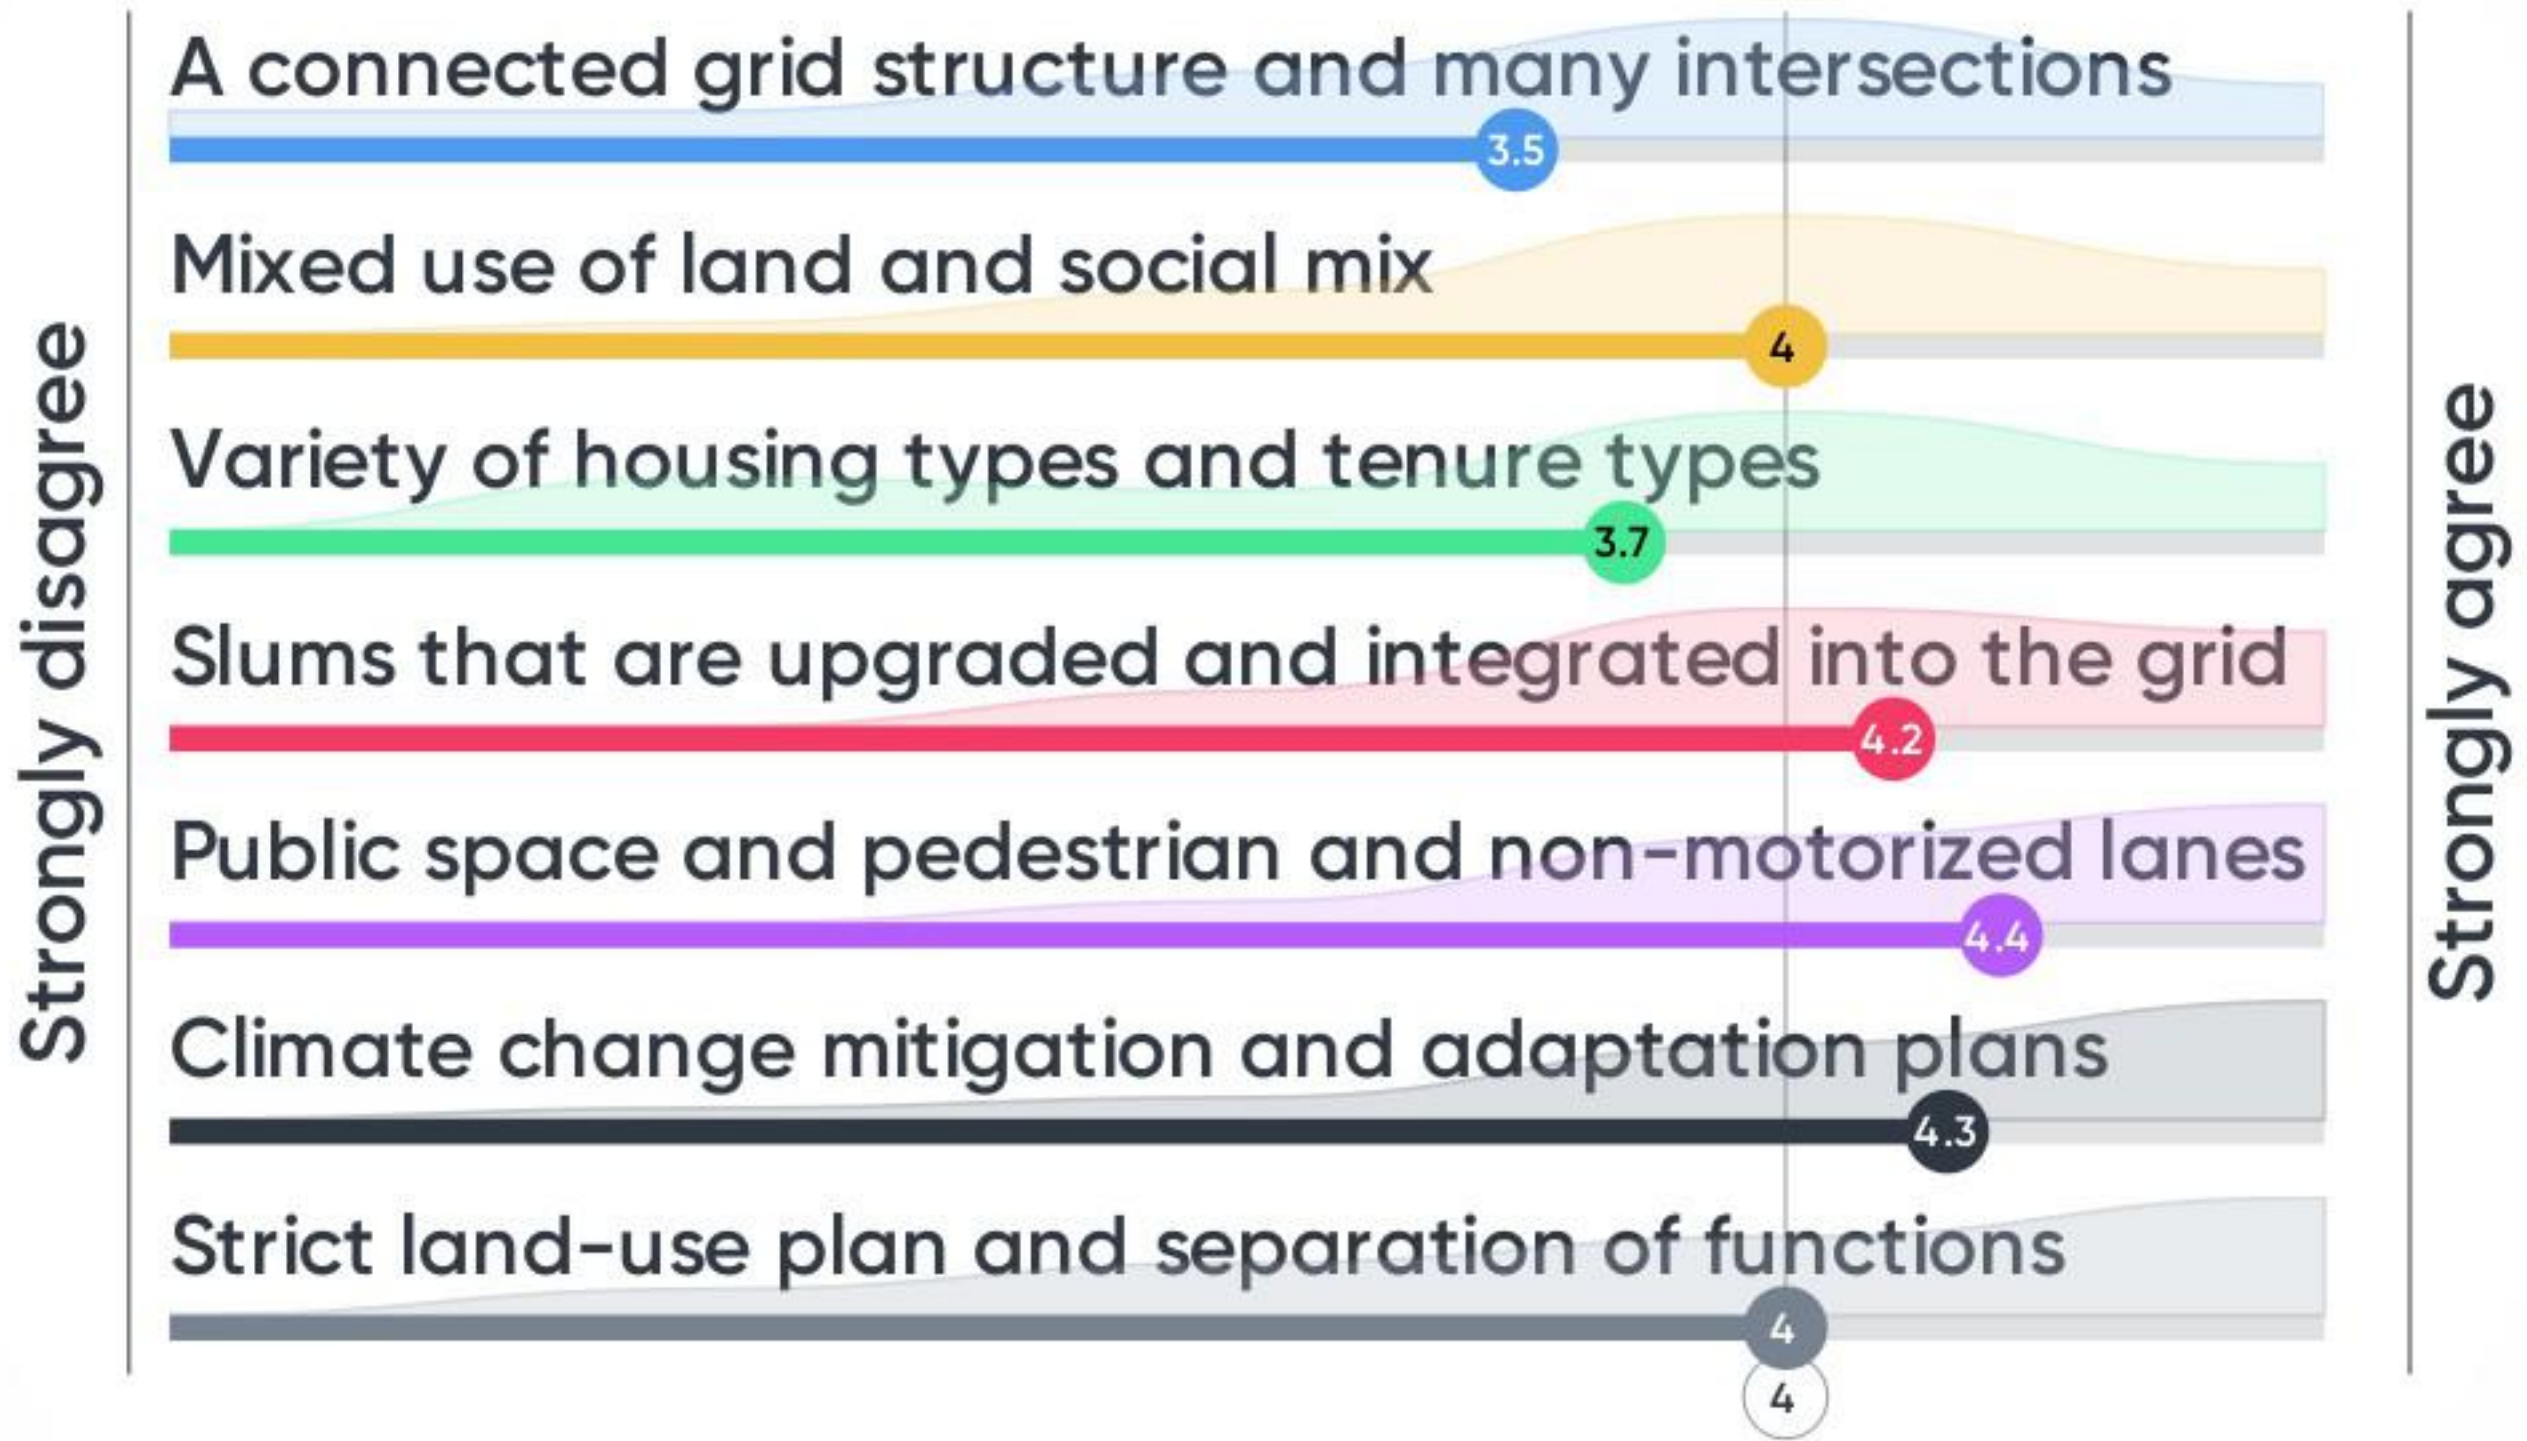 Strongly disagree
A connected grid structure and many intersections
3.5
Mixed use of land and social mix
4
Variety of housing types and tenure types
3.7
Slums that are upgraded and integrated into the grid
4.2
Public space and pedestrian and non-motorized lanes
4.4
Climate change mitigation and adaptation plans
4.3
Strict land-use plan and separation of functions
4
4
Strongly agree